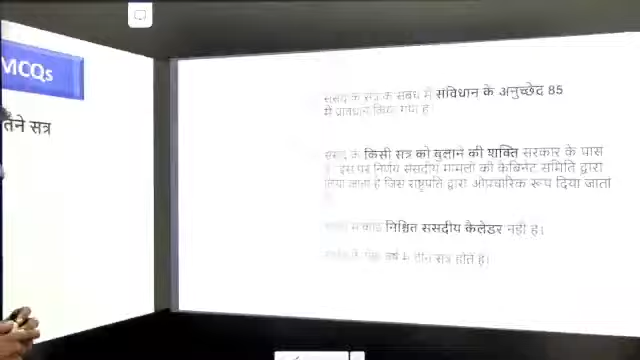 MCQs
तने सत्र
संसद के सत्र के संबंध में संविधान के अनुच्छेद 85
में प्रावधान किया गया है
संसद के किसी सत्र को बुलाने की शक्ति सरकार के पास
है इस पर निर्णय संसदीय मामलों की कैबिनेट समिति द्वारा
लिया जाता है जिसे राष्ट्रपति द्वारा औपचारिक रूप दिया जाता
में कोई निश्चित संसदीय कैलेंडर नहीं है।
वर्ष में तीन सत्र होते हैं।